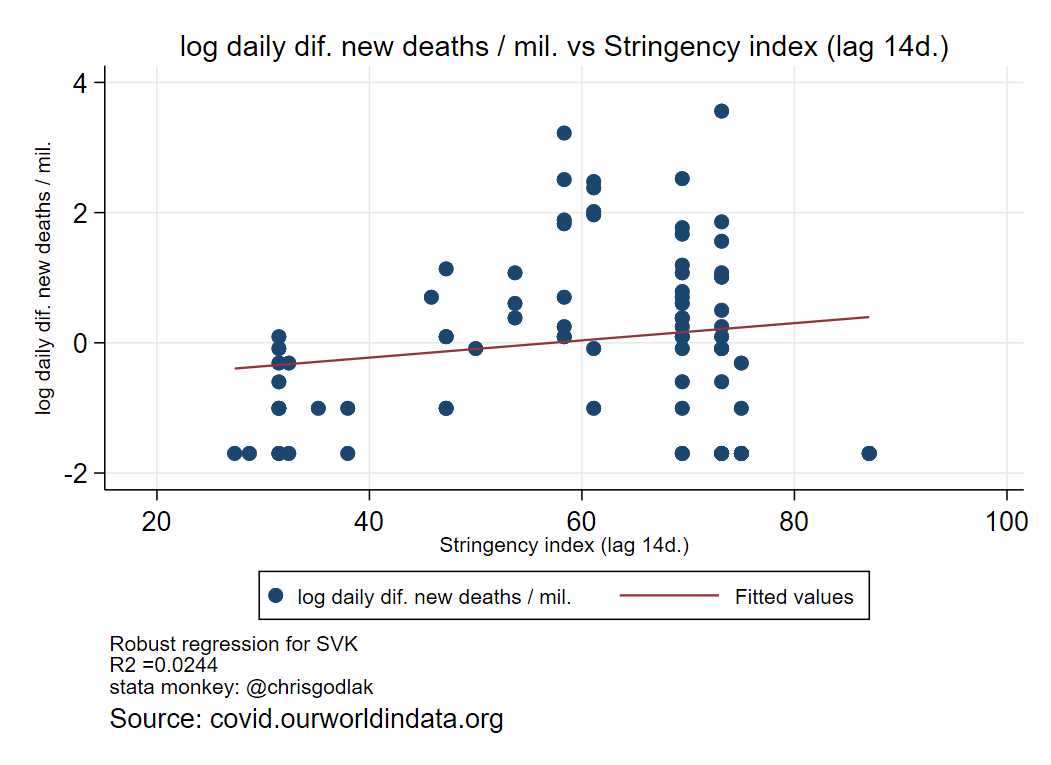 log daily dif. new deaths / mil. vs Stringency index (lag 14d.)
log daily dif. new deaths / mil.
4
2
0
-2
20 40 60 80 100
Stringency index (lag 14d.)
log daily dif. new deaths / mil. Fitted values
Robust regression for SVK
R2 =0.0244
stata monkey: @chrisgodlak
Source: covid.ourworldindata.org